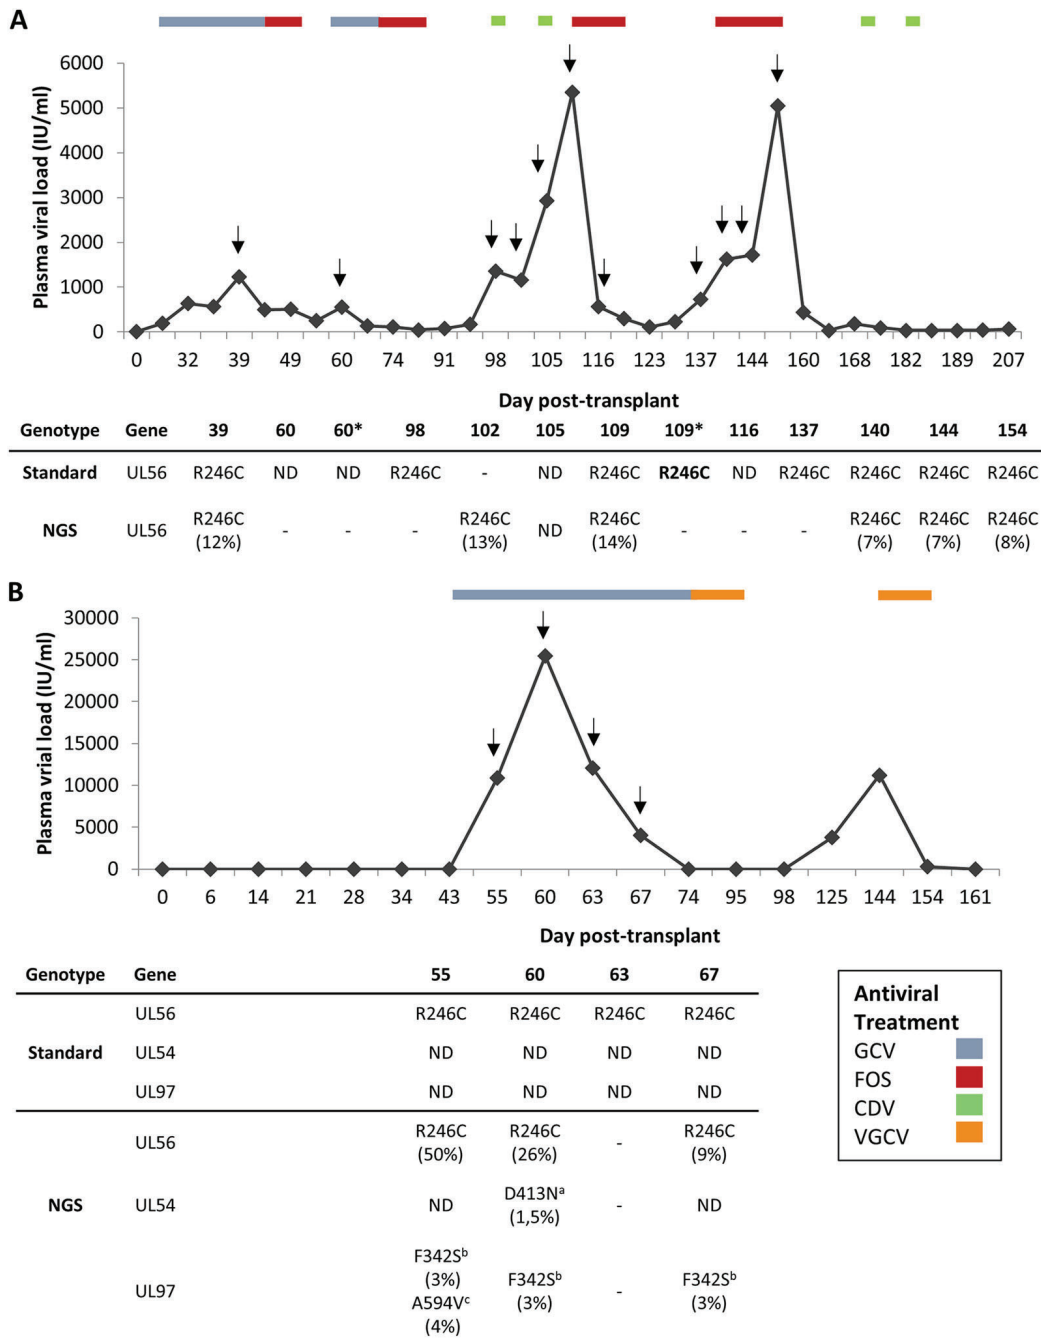 A
6000
5000
4000
3000
2000
1000
0
Plasma viral load (IU/ml)
0 32 39 49 60 74 91 98 105 116 123 137 144 160 168 182 189 207
Day post-transplant
Genotype Gene 39 60 60* 98 102 105 109 109* 116 137 140 144 154
Standard UL56 R246C ND ND R246C - ND R246C R246C ND R246C R246C R246C R246C
NGS UL56 R246C (12%) - - - R246C (13%) ND R246C (14%) - - - R246C (7%) R246C (7%) R246C (8%)
B
30000
25000
20000
15000
10000
5000
0
Plasma vrial load (IU/ml)
0 6 14 21 28 34 43 55 60 63 67 74 95 98 125 144 154 161
Day post-transplant
Genotype Gene 55 60 63 67
UL56 R246C R246C R246C R246C
Standard UL54 ND ND ND ND
UL97 ND ND ND ND
UL56 R246C (50%) R246C (26%) - R246C (9%)
NGS UL54 ND D413Nᵃ (1,5%) - ND
UL97 F342Sᵇ (3%) A594Vᶜ (4%) F342Sᵇ (3%) - F342Sᵇ (3%)
Antiviral
Treatment
GCV
FOS
CDV
VGCV